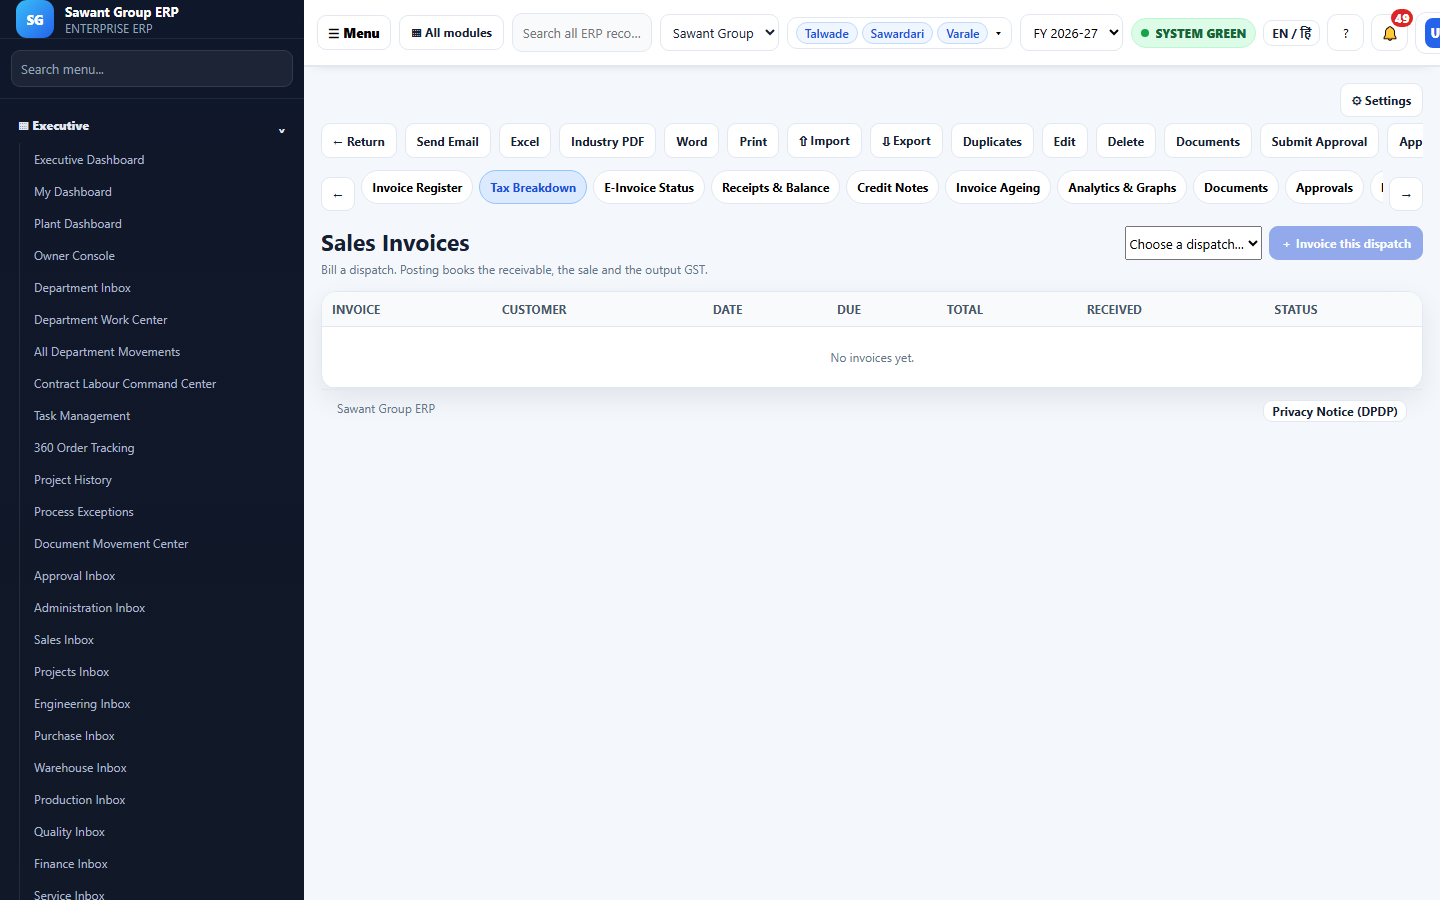 SG
Sawant Group ERP
ENTERPRISE ERP
Search menu...
Executive
Executive Dashboard
My Dashboard
Plant Dashboard
Owner Console
Department Inbox
Department Work Center
All Department Movements
Contract Labour Command Center
Task Management
360 Order Tracking
Project History
Process Exceptions
Document Movement Center
Approval Inbox
Administration Inbox
Sales Inbox
Projects Inbox
Engineering Inbox
Purchase Inbox
Warehouse Inbox
Production Inbox
Quality Inbox
Finance Inbox
Service Inbox
☰ Menu
All modules
Search all ERP reco...
Sawant Group
Talwade
Sawardari
Varale
FY 2026-27
SYSTEM GREEN
EN / हिं
?
49
U
⚙ Settings
← Return
Send Email
Excel
Industry PDF
Word
Print
⇧ Import
⇩ Export
Duplicates
Edit
Delete
Documents
Submit Approval
App
←
Invoice Register
Tax Breakdown
E-Invoice Status
Receipts & Balance
Credit Notes
Invoice Ageing
Analytics & Graphs
Documents
Approvals
→
Sales Invoices
Choose a dispatch...
+ Invoice this dispatch
Bill a dispatch. Posting books the receivable, the sale and the output GST.
INVOICE CUSTOMER DATE DUE TOTAL RECEIVED STATUS
No invoices yet.
Sawant Group ERP
Privacy Notice (DPDP)